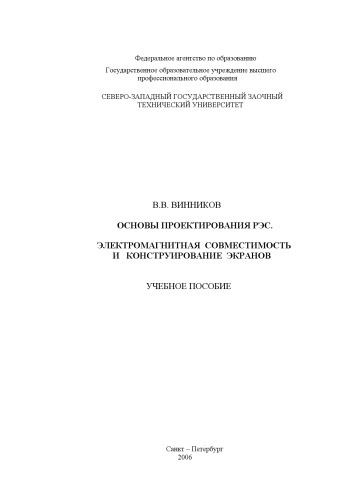 Федеральное агентство по образованию
Государственное образовательное учреждение высшего
профессионального образования
СЕВЕРО-ЗАПАДНЫЙ ГОСУДАРСТВЕННЫЙ ЗАОЧНЫЙ
ТЕХНИЧЕСКИЙ УНИВЕРСИТЕТ
В.В. ВИННИКОВ
ОСНОВЫ ПРОЕКТИРОВАНИЯ РЭС.
ЭЛЕКТРОМАГНИТНАЯ СОВМЕСТИМОСТЬ
И КОНСТРУИРОВАНИЕ ЭКРАНОВ
УЧЕБНОЕ ПОСОБИЕ
Санкт – Петербург
2006